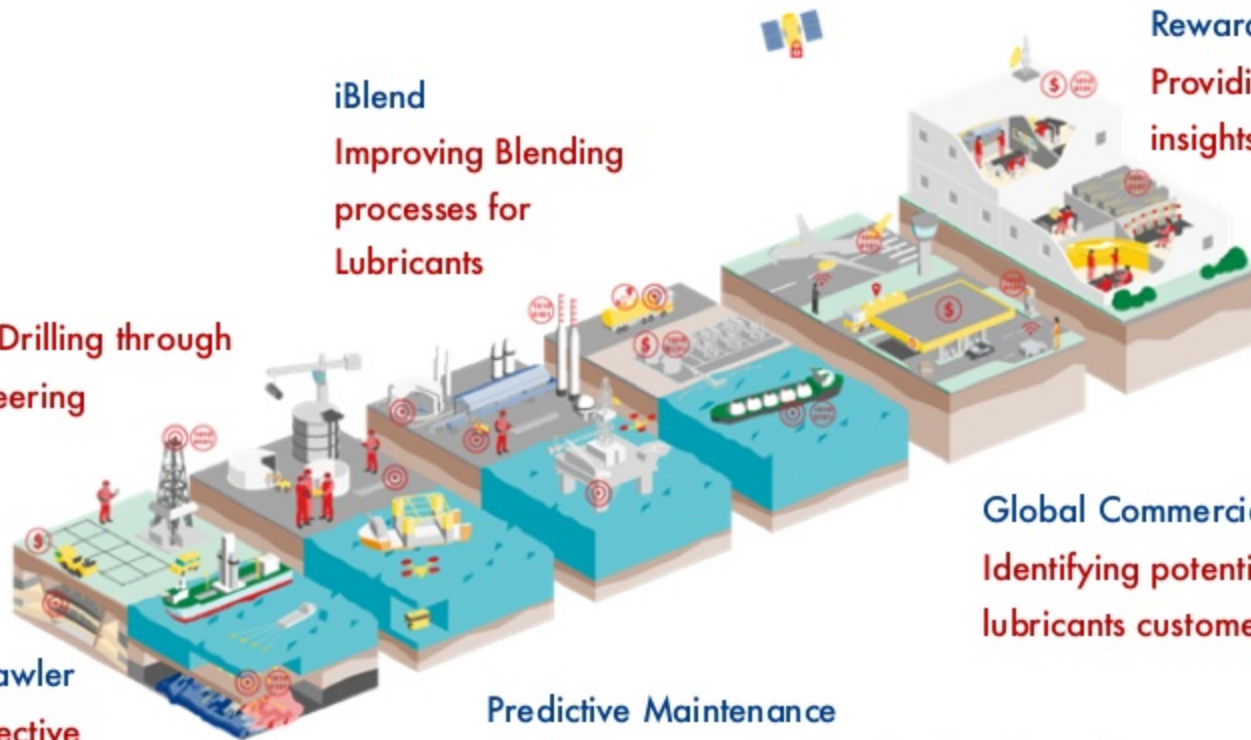 Reward
Providi
insights
iBlend
Improving Blending
processes for
Lubricants
Drilling through
eering
Global Commerci
Identifying potenti
lubricants custome
awler
ective
Predictive Maintenance